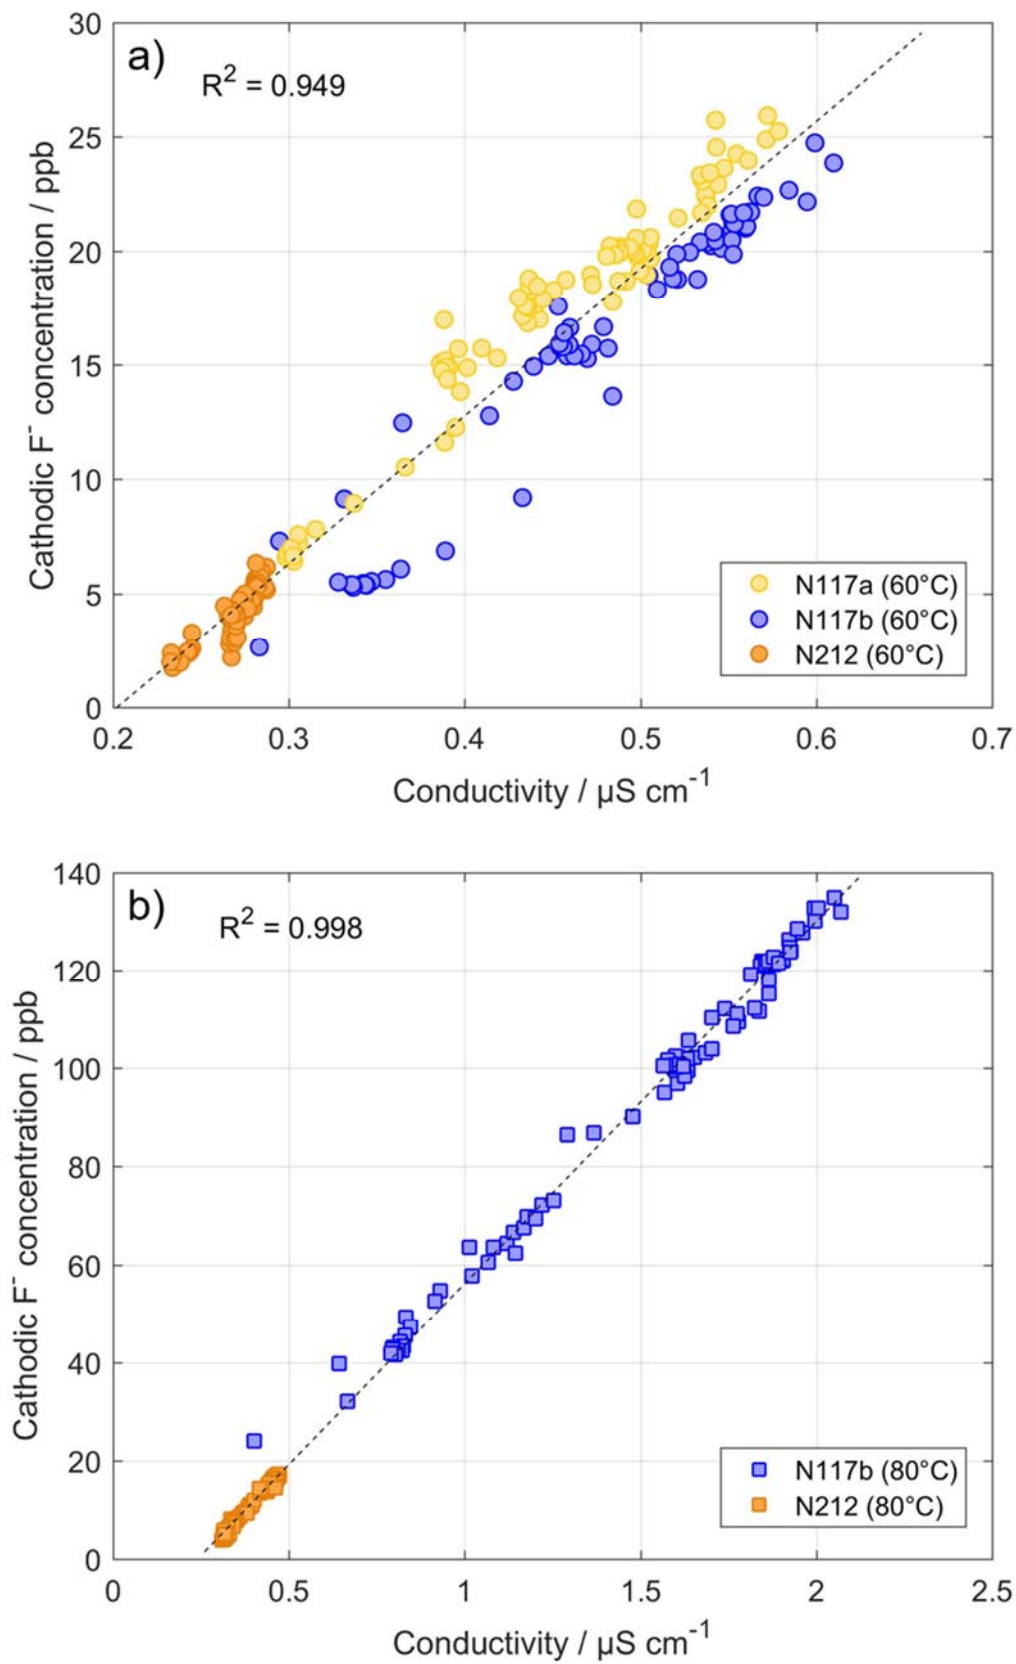 a)
R² = 0.949
30
25
20
15
10
5
0
Cathodic F⁻ concentration / ppb
N117a (60°C)
N117b (60°C)
N212 (60°C)
0.2 0.3 0.4 0.5 0.6 0.7
Conductivity / µS cm⁻¹
b)
R² = 0.998
140
120
100
80
60
40
20
0
Cathodic F⁻ concentration / ppb
N117b (80°C)
N212 (80°C)
0 0.5 1 1.5 2 2.5
Conductivity / µS cm⁻¹